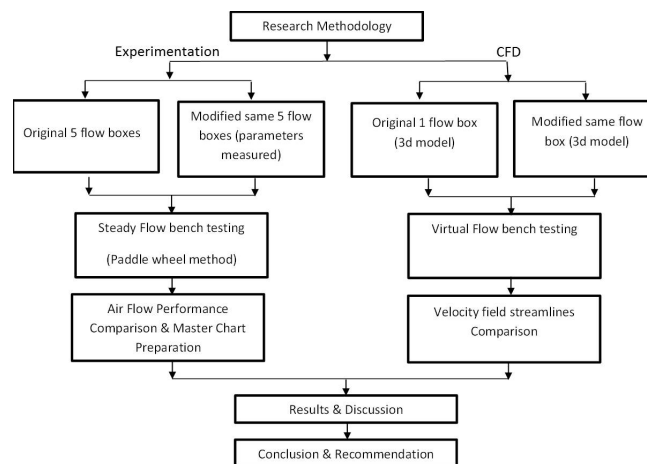 Research Methodology
Experimentation
CFD
Original 5 flow boxes
Modified same 5 flow
boxes (parameters
measured)
Original 1 flow box
(3d model)
Modified same flow
box (3d model)
Steady Flow bench testing
(Paddle wheel method)
Virtual Flow bench testing
Air Flow Performance
Comparison & Master Chart
Preparation
Velocity field streamlines
Comparison
Results & Discussion
Conclusion & Recommendation